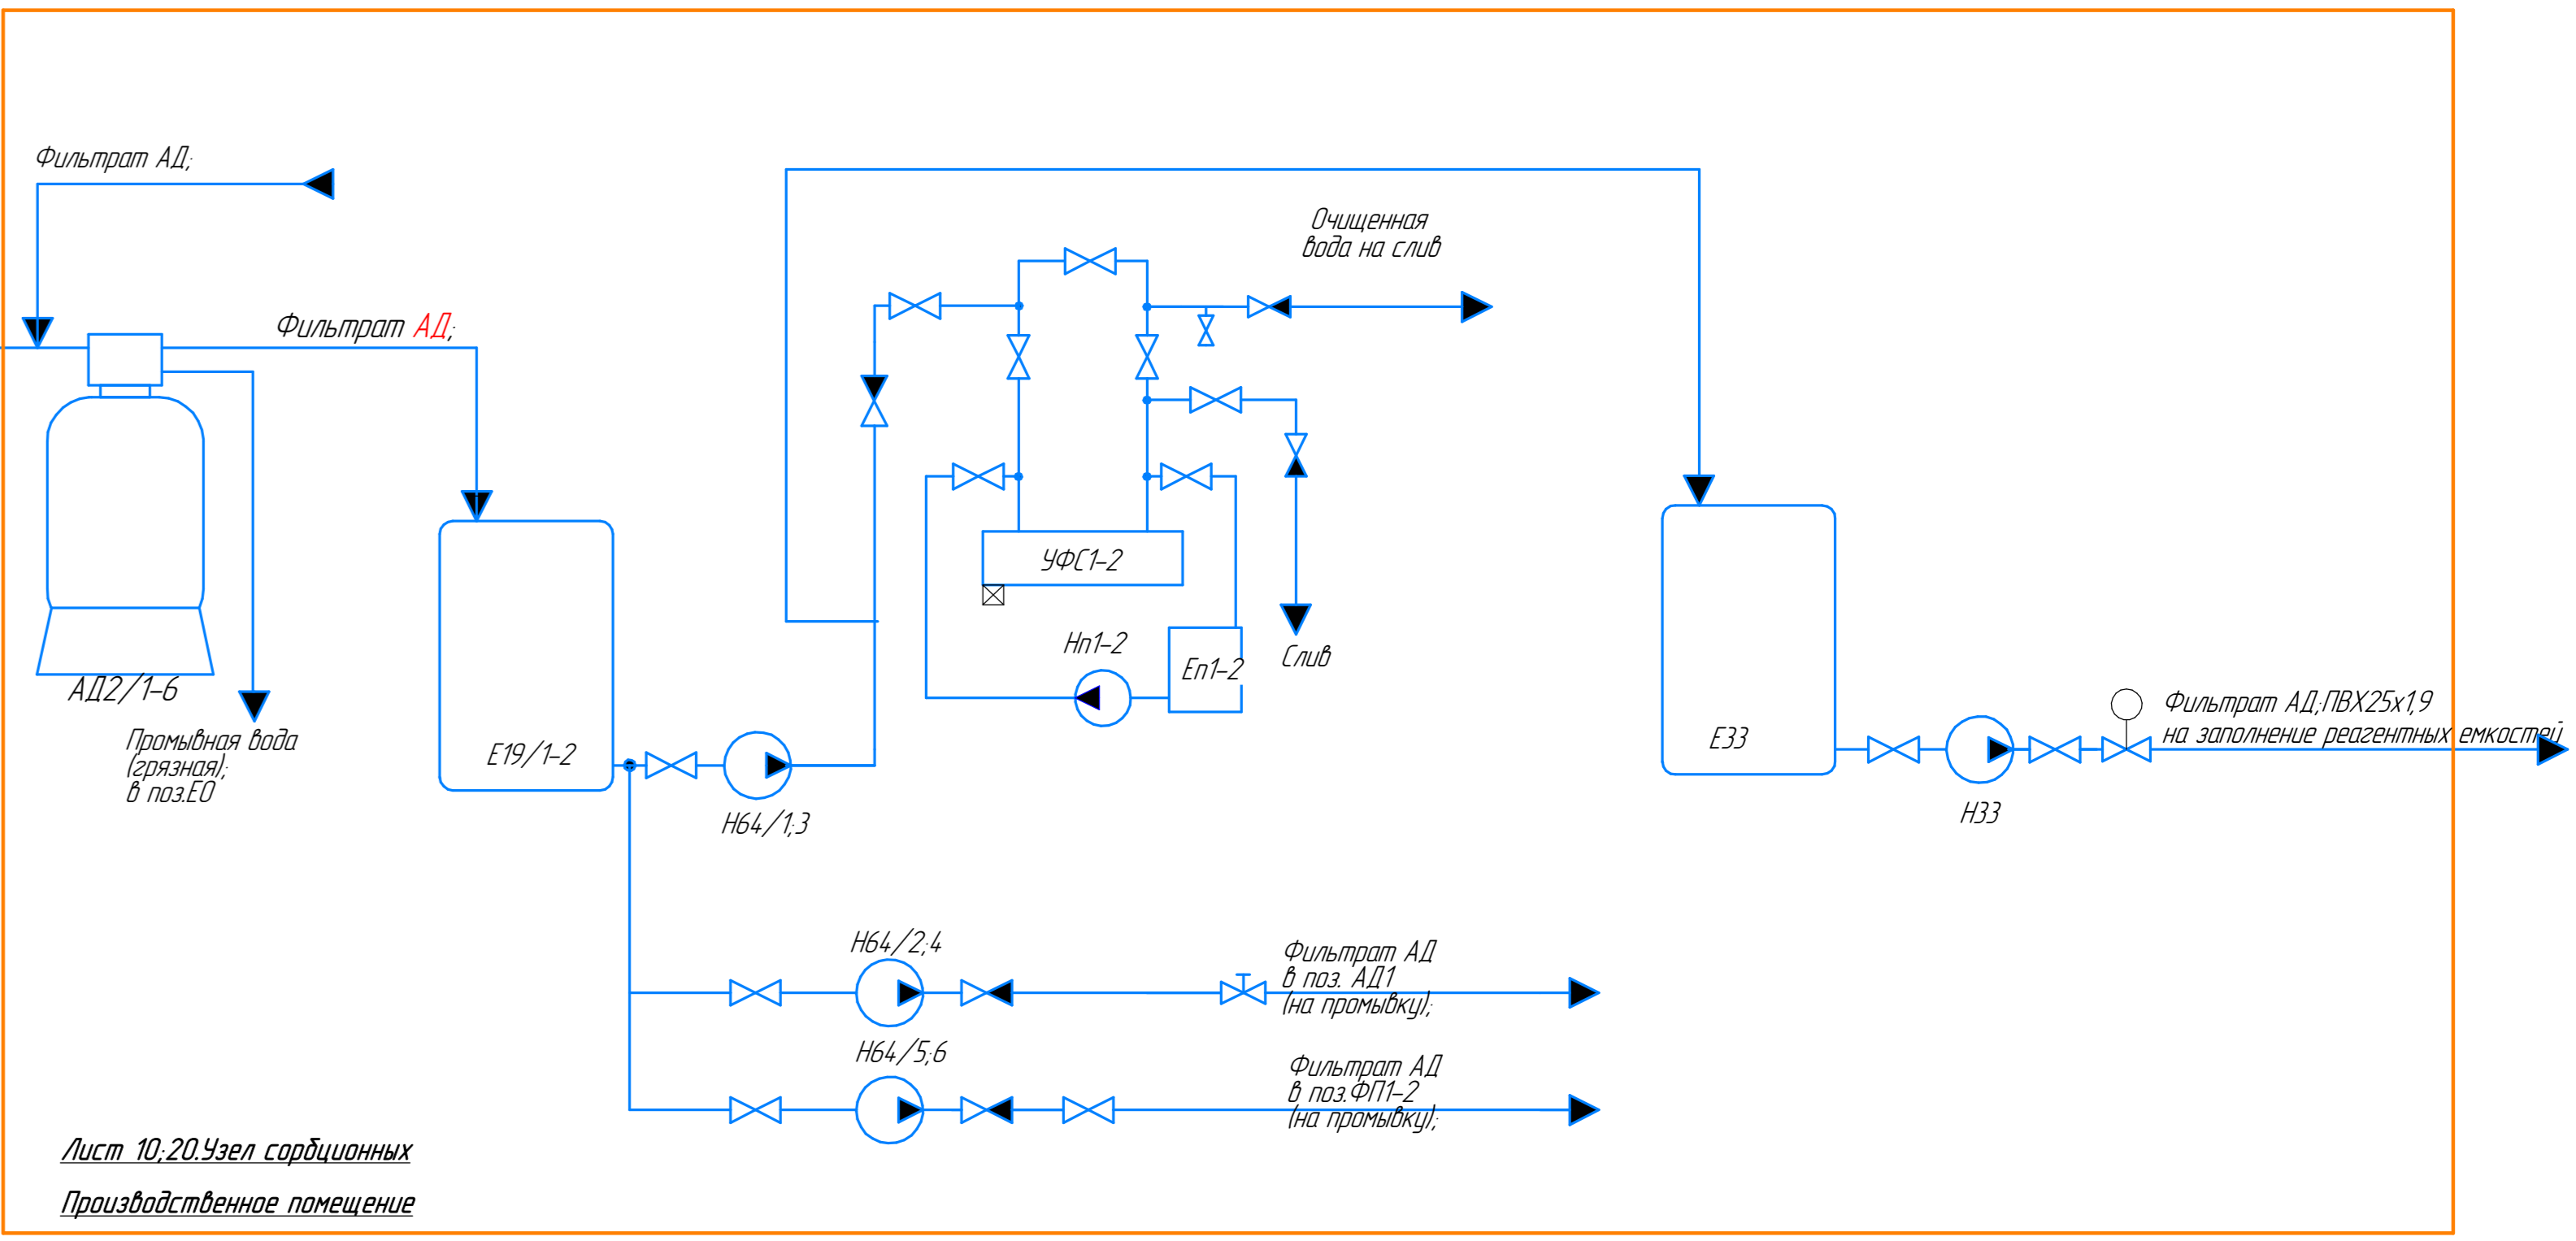 Фильтрат АД;
Очищенная
вода на слив
Фильтрат АД;
УФС1-2
Нп1-2
Еп1-2
Слив
АД2/1-6
Промывная вода
(грязная);
в поз.ЕО
Е19/1-2
Н64/1;3
Е33
Фильтрат АД;ПВХ25х1,9
на заполнение реагентных емкостей
Н33
Н64/2;4
Фильтрат АД
в поз. АД1
(на промывку);
Н64/5;6
Фильтрат АД
в поз.ФП1-2
(на промывку);
Лист 10;20.Узел сорбционных
Производственное помещение